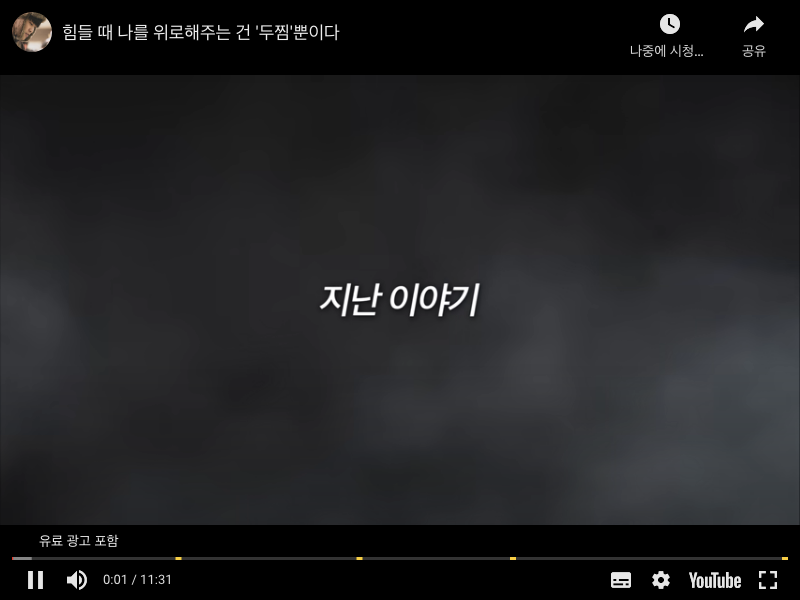 힘들 때 나를 위로해주는 건 '두찜'뿐이다
나중에 시청...
공유
지난 이야기
유료 광고 포함
0:01 / 11:31
YouTube